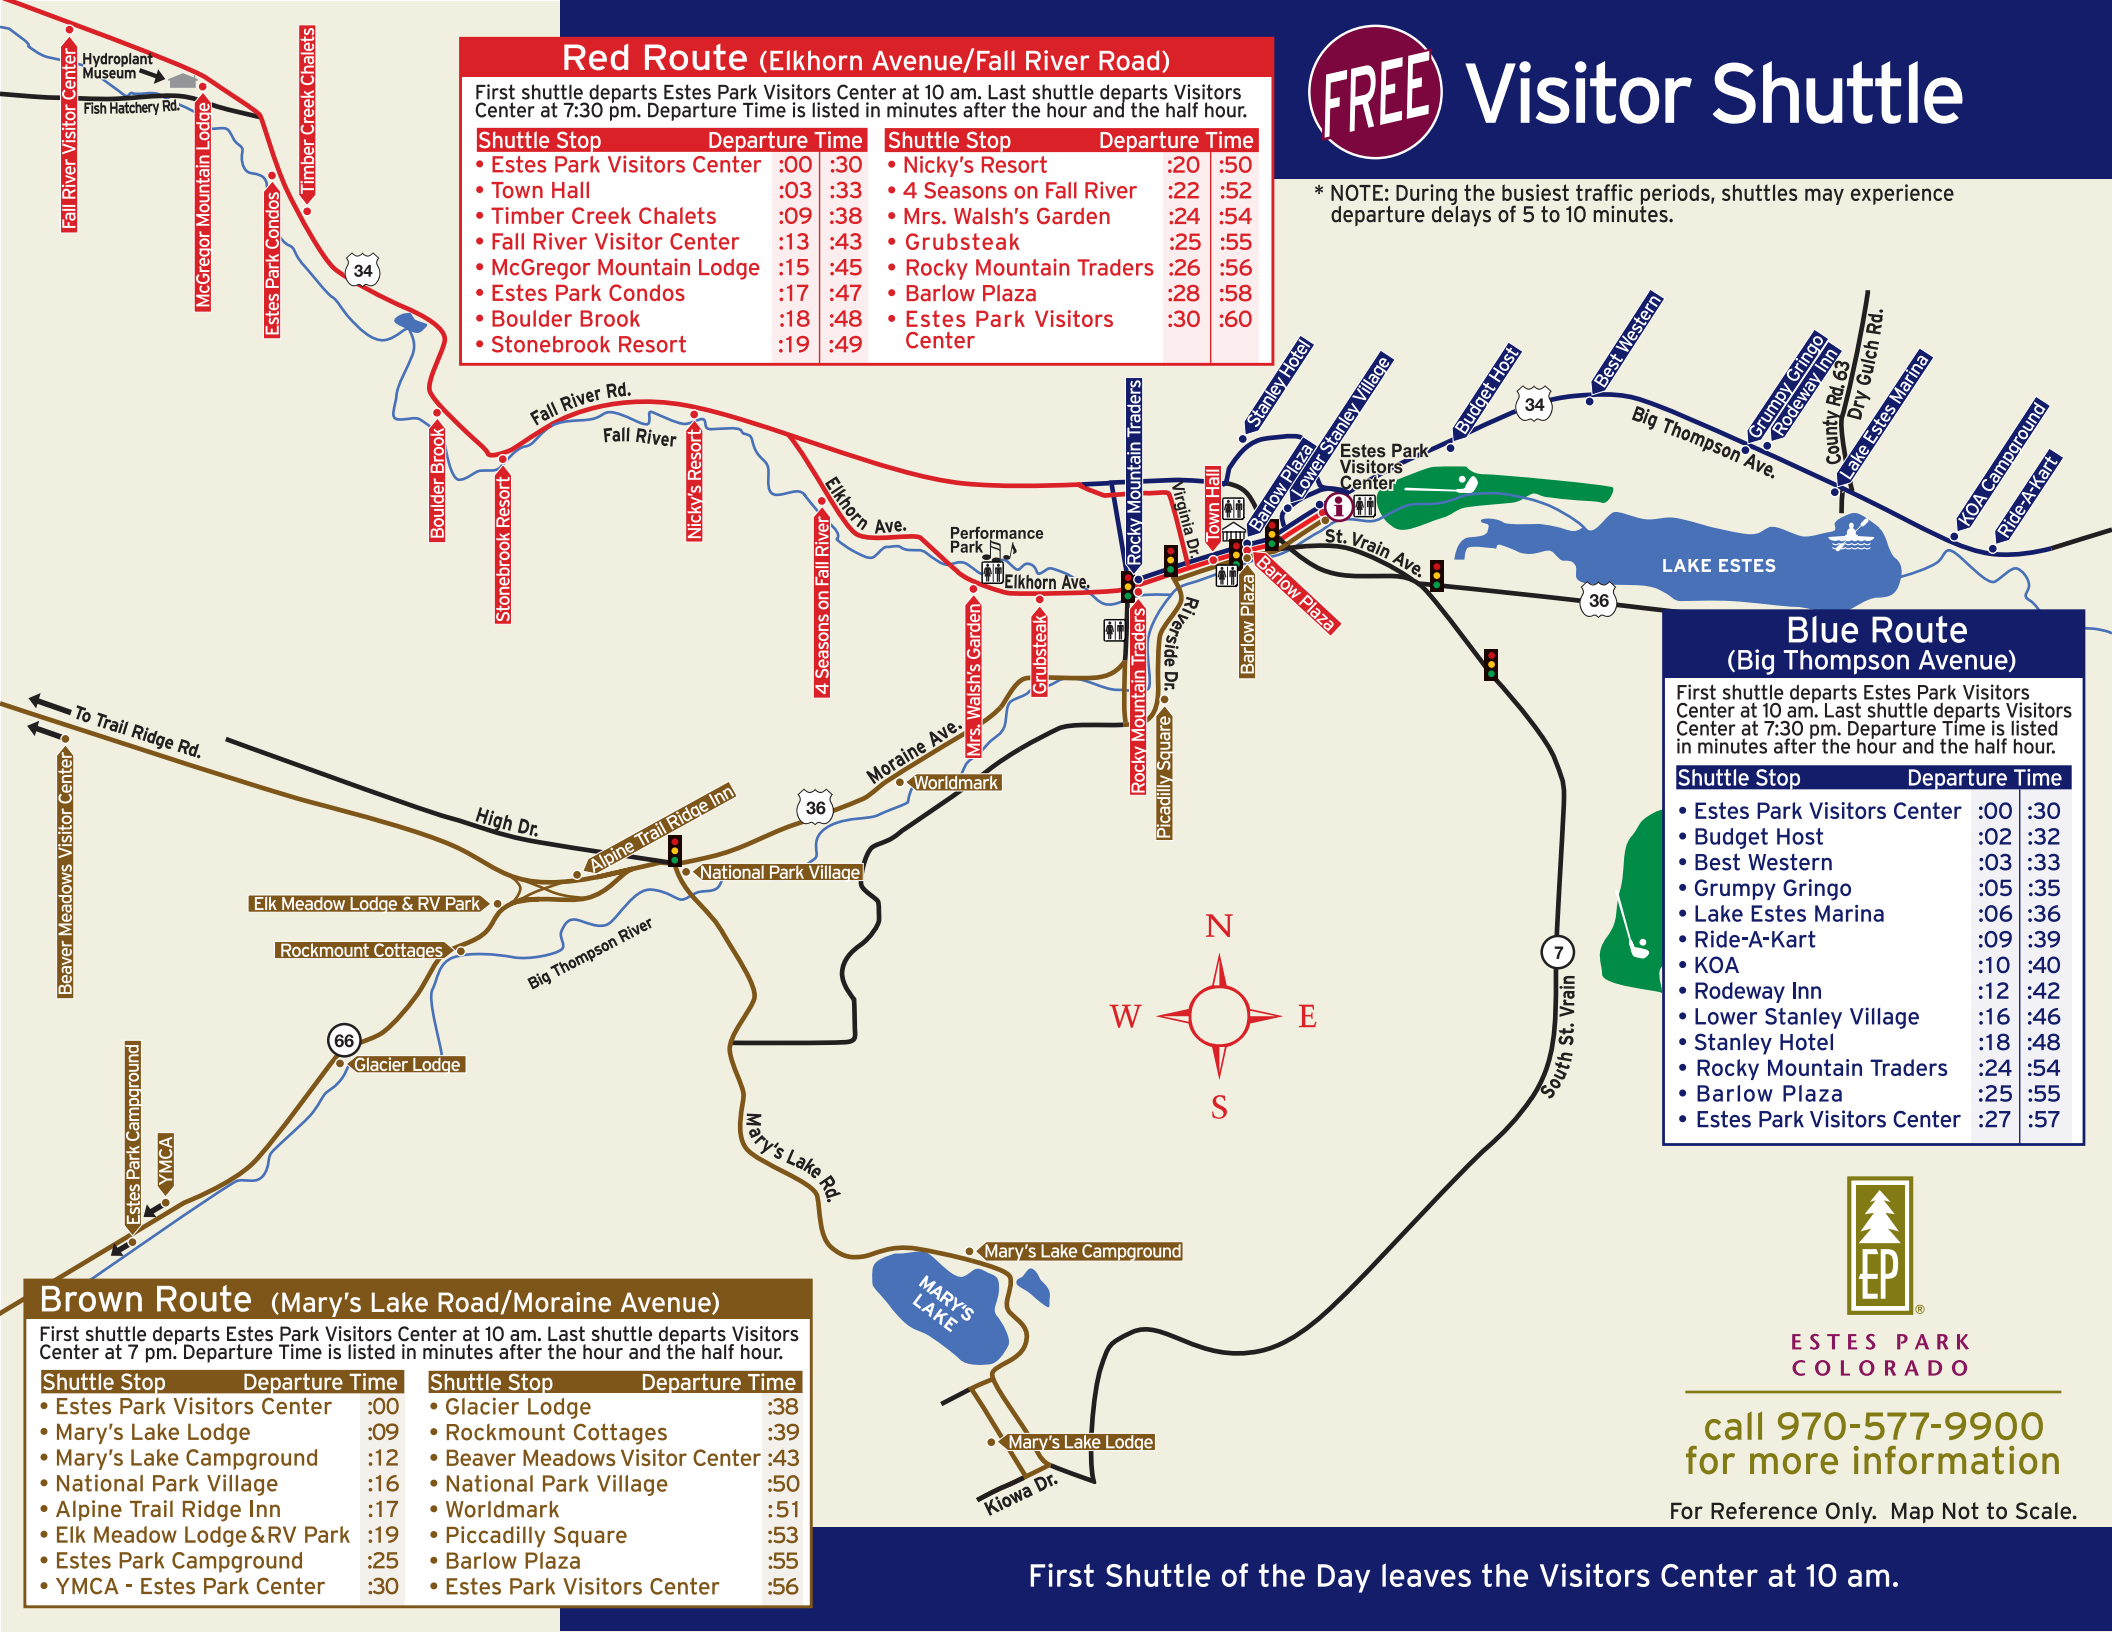 FREE Visitor Shuttle
* NOTE: During the busiest traffic periods, shuttles may experience
departure delays of 5 to 10 minutes.
Red Route (Elkhorn Avenue/Fall River Road)
First shuttle departs Estes Park Visitors Center at 10 am. Last shuttle departs Visitors
Center at 7:30 pm. Departure Time is listed in minutes after the hour and the half hour.
Shuttle Stop Departure Time
• Estes Park Visitors Center :00 :30
• Town Hall :03 :33
• Timber Creek Chalets :09 :38
• Fall River Visitor Center :13 :43
• McGregor Mountain Lodge :15 :45
• Estes Park Condos :17 :47
• Boulder Brook :18 :48
• Stonebrook Resort :19 :49
Shuttle Stop Departure Time
• Nicky's Resort :20 :50
• 4 Seasons on Fall River :22 :52
• Mrs. Walsh's Garden :24 :54
• Grubsteak :25 :55
• Rocky Mountain Traders :26 :56
• Barlow Plaza :28 :58
• Estes Park Visitors :30 :60
Center
Fall River Visitor Center
Hydroplant
Museum
Fish Hatchery Rd.
McGregor Mountain Lodge
Estes Park Condos
Timber Creek Chalets
34
Boulder Brook
Stonebrook Resort
Fall River Rd.
Fall River
Nicky's Resort
4 Seasons on Fall River
Elkhorn Ave.
Performance
Park
Elkhorn Ave.
Mrs. Walsh's Garden
Grubsteak
Rocky Mountain Traders
Rocky Mountain Traders
Virginia Dr.
Town Hall
Stanley Hotel
Barlow Plaza
Lower Stanley Village
Estes Park
Visitors
Center
i
Barlow Plaza
Barlow Plaza
Budget Host
34
Best Western
Big Thompson Ave.
Grumpy Gringo
Rodeway Inn
County Rd. 63
Dry Gulch Rd.
Lake Estes Marina
KOA Campground
Ride-A-Kart
LAKE ESTES
St. Vrain Ave.
36
Riverside Dr.
Picadilly Square
Moraine Ave.
Worldmark
36
To Trail Ridge Rd.
Beaver Meadows Visitor Center
High Dr.
Alpine Trail Ridge Inn
National Park Village
Elk Meadow Lodge & RV Park
Rockmount Cottages
Big Thompson River
66
Glacier Lodge
Estes Park Campground
YMCA
Mary's Lake Rd.
Mary's Lake Campground
MARY'S
LAKE
Mary's Lake Lodge
Kiowa Dr.
7
South St. Vrain
N
W E
S
Blue Route
(Big Thompson Avenue)
First shuttle departs Estes Park Visitors
Center at 10 am. Last shuttle departs Visitors
Center at 7:30 pm. Departure Time is listed
in minutes after the hour and the half hour.
Shuttle Stop Departure Time
• Estes Park Visitors Center :00 :30
• Budget Host :02 :32
• Best Western :03 :33
• Grumpy Gringo :05 :35
• Lake Estes Marina :06 :36
• Ride-A-Kart :09 :39
• KOA :10 :40
• Rodeway Inn :12 :42
• Lower Stanley Village :16 :46
• Stanley Hotel :18 :48
• Rocky Mountain Traders :24 :54
• Barlow Plaza :25 :55
• Estes Park Visitors Center :27 :57
Brown Route (Mary's Lake Road/Moraine Avenue)
First shuttle departs Estes Park Visitors Center at 10 am. Last shuttle departs Visitors
Center at 7 pm. Departure Time is listed in minutes after the hour and the half hour.
Shuttle Stop Departure Time
• Estes Park Visitors Center :00
• Mary's Lake Lodge :09
• Mary's Lake Campground :12
• National Park Village :16
• Alpine Trail Ridge Inn :17
• Elk Meadow Lodge & RV Park :19
• Estes Park Campground :25
• YMCA - Estes Park Center :30
Shuttle Stop Departure Time
• Glacier Lodge :38
• Rockmount Cottages :39
• Beaver Meadows Visitor Center :43
• National Park Village :50
• Worldmark :51
• Piccadilly Square :53
• Barlow Plaza :55
• Estes Park Visitors Center :56
EP ®
ESTES PARK
COLORADO
call 970-577-9900
for more information
For Reference Only. Map Not to Scale.
First Shuttle of the Day leaves the Visitors Center at 10 am.